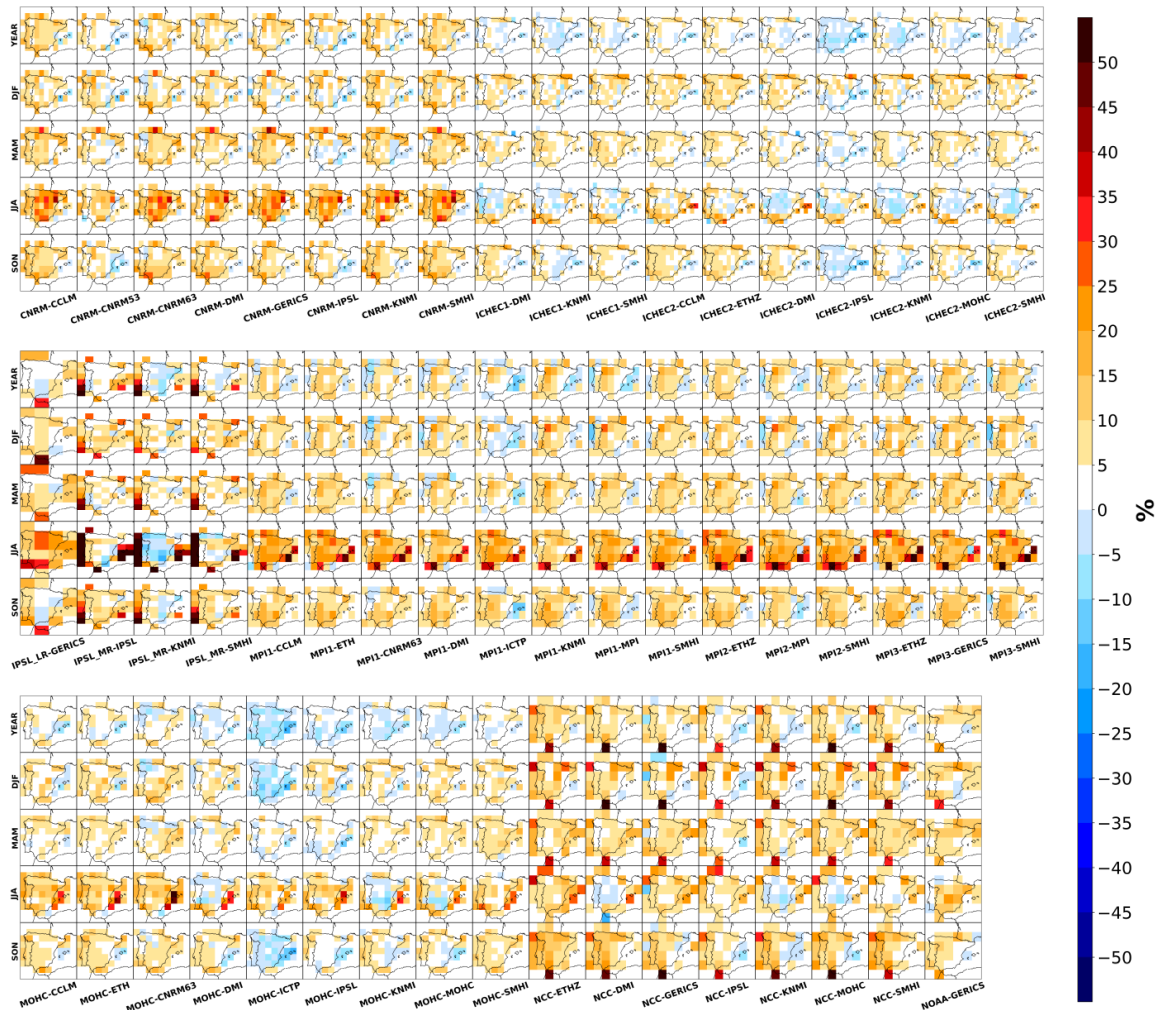 YEAR
DJF
MAM
JJA
SON
CNRM-CCLM CNRM-CNRM53 CNRM-CNRM63 CNRM-DMI CNRM-GERICS CNRM-IPSL CNRM-KNMI CNRM-SMHI ICHEC1-DMI ICHEC1-KNMI ICHEC1-SMHI ICHEC2-CCLM ICHEC2-ETHZ ICHEC2-DMI ICHEC2-IPSL ICHEC2-KNMI ICHEC2-MOHC ICHEC2-SMHI
YEAR
DJF
MAM
JJA
SON
IPSL_LR-GERICS IPSL_MR-IPSL IPSL_MR-KNMI IPSL_MR-SMHI MPI1-CCLM MPI1-ETH MPI1-CNRM63 MPI1-DMI MPI1-ICTP MPI1-KNMI MPI1-MPI MPI1-SMHI MPI2-ETHZ MPI2-MPI MPI2-SMHI MPI3-ETHZ MPI3-GERICS MPI3-SMHI
YEAR
DJF
MAM
JJA
SON
MOHC-CCLM MOHC-ETH MOHC-CNRM63 MOHC-DMI MOHC-ICTP MOHC-IPSL MOHC-KNMI MOHC-MOHC MOHC-SMHI NCC-ETHZ NCC-DMI NCC-GERICS NCC-IPSL NCC-KNMI NCC-MOHC NCC-SMHI NOAA-GERICS
50
45
40
35
30
25
20
15
10
5
0
−5
−10
−15
−20
−25
−30
−35
−40
−45
−50
%